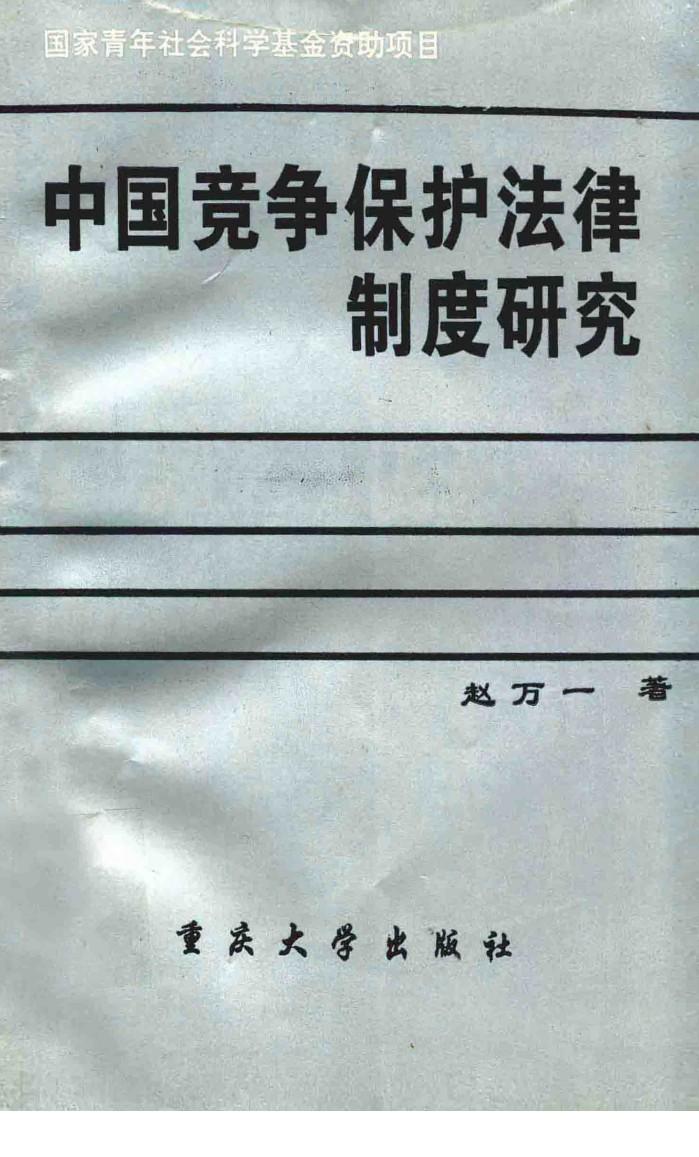 国家青年社会科学基金资助项目
中国竞争保护法律
制度研究
赵万一 著
重庆大学出版社